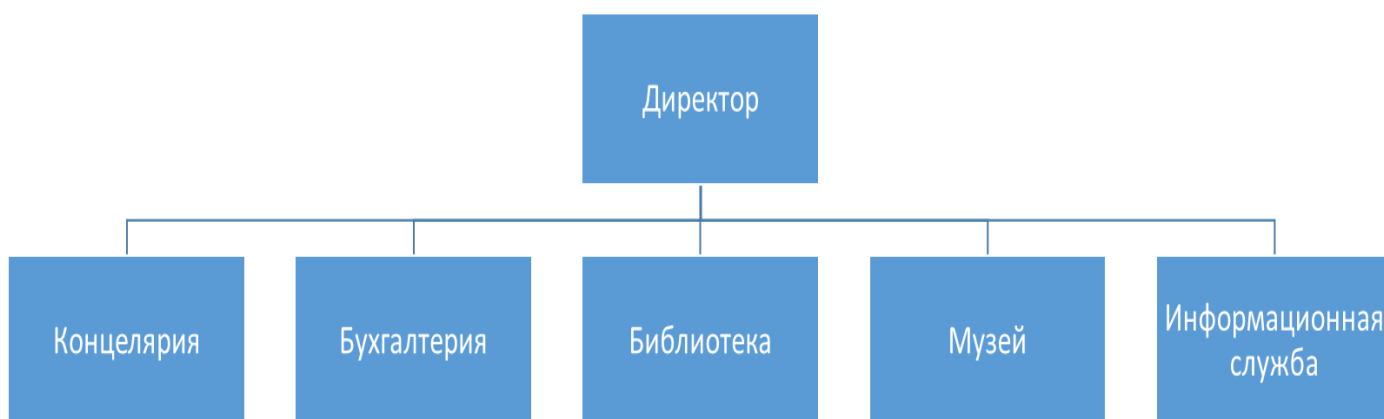 Директор
Концелярия
Бухгалтерия
Библиотека
Музей
Информационная
служба